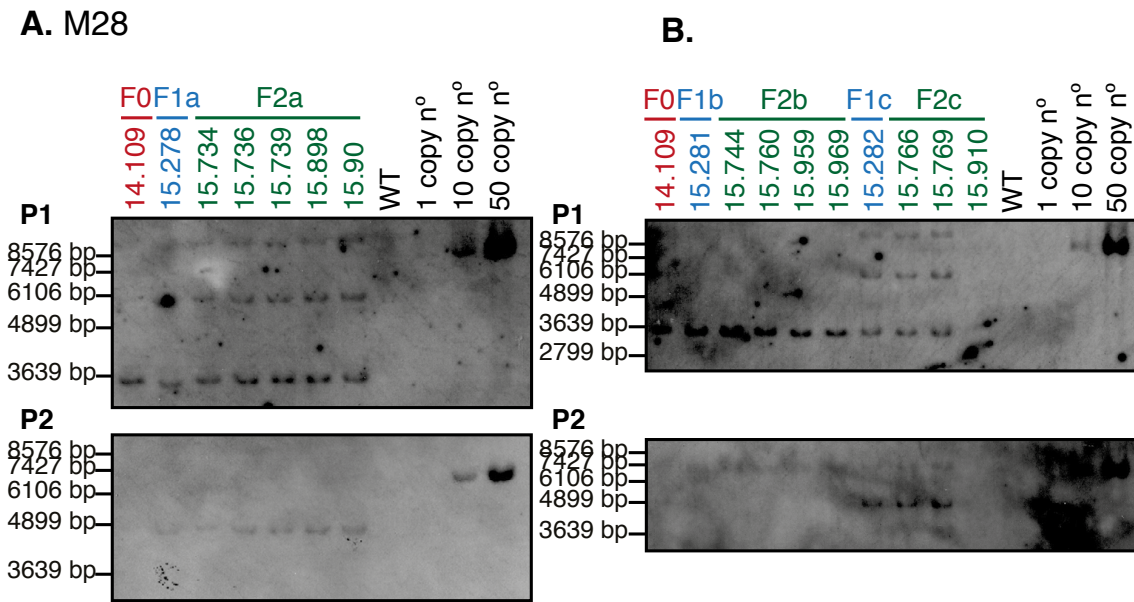 A. M28
F0 F1a F2a
14.109 15.278 15.734 15.736 15.739 15.898 15.90 WT 1 copy nº 10 copy nº 50 copy nº
P1
8576 bp
7427 bp
6106 bp
4899 bp
3639 bp
P2
8576 bp
7427 bp
6106 bp
4899 bp
3639 bp
B.
F0 F1b F2b F1c F2c
14.109 15.281 15.744 15.760 15.959 15.969 15.282 15.766 15.769 15.910 WT 1 copy nº 10 copy nº 50 copy nº
P1
8576 bp
7427 bp
6106 bp
4899 bp
3639 bp
2799 bp
P2
8576 bp
7427 bp
6106 bp
4899 bp
3639 bp